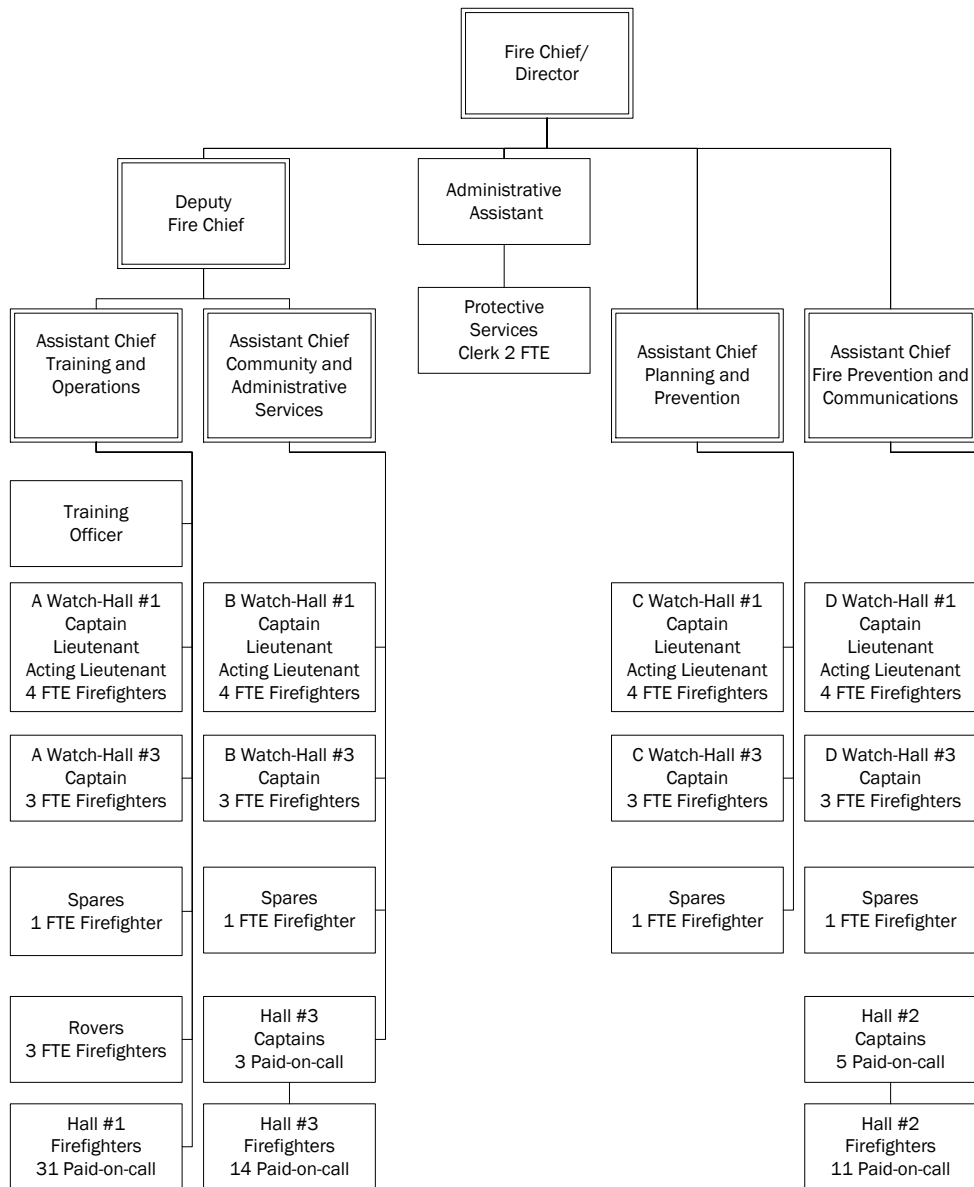 Fire Chief/
Director
Deputy
Fire Chief
Administrative
Assistant
Protective
Services
Clerk 2 FTE
Assistant Chief
Training and
Operations
Assistant Chief
Community and
Administrative
Services
Assistant Chief
Planning and
Prevention
Assistant Chief
Fire Prevention and
Communications
Training
Officer
A Watch-Hall #1
Captain
Lieutenant
Acting Lieutenant
4 FTE Firefighters
B Watch-Hall #1
Captain
Lieutenant
Acting Lieutenant
4 FTE Firefighters
C Watch-Hall #1
Captain
Lieutenant
Acting Lieutenant
4 FTE Firefighters
D Watch-Hall #1
Captain
Lieutenant
Acting Lieutenant
4 FTE Firefighters
A Watch-Hall #3
Captain
3 FTE Firefighters
B Watch-Hall #3
Captain
3 FTE Firefighters
C Watch-Hall #3
Captain
3 FTE Firefighters
D Watch-Hall #3
Captain
3 FTE Firefighters
Spares
1 FTE Firefighter
Spares
1 FTE Firefighter
Spares
1 FTE Firefighter
Spares
1 FTE Firefighter
Rovers
3 FTE Firefighters
Hall #3
Captains
3 Paid-on-call
Hall #2
Captains
5 Paid-on-call
Hall #1
Firefighters
31 Paid-on-call
Hall #3
Firefighters
14 Paid-on-call
Hall #2
Firefighters
11 Paid-on-call